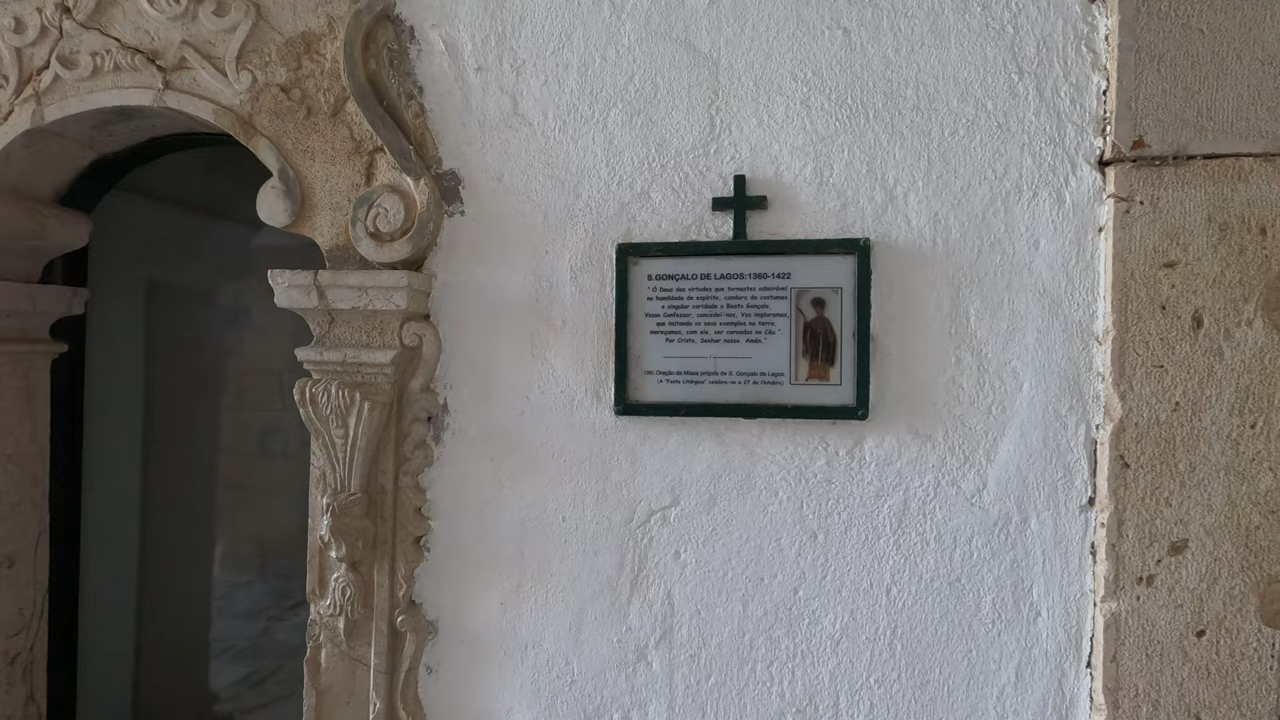 S.GONÇALO DE LAGOS:1360-1422
" Ó Deus das virtudes que tornastes admirável
na humildade de espírito, candura de costumes
e singular caridade o Beato Gonçalo,
Vosso Confessor, concedei-nos, Vos imploramos,
que imitando os seus exemplos na terra,
mereçamos, com ele, ser coroados no Céu ".
Por Cristo, Senhor nosso. Amén."
Oração da Missa própria de S. Gonçalo de Lagos.
(A "Festa Litúrgica" celebra-se a 27 de Outubro)